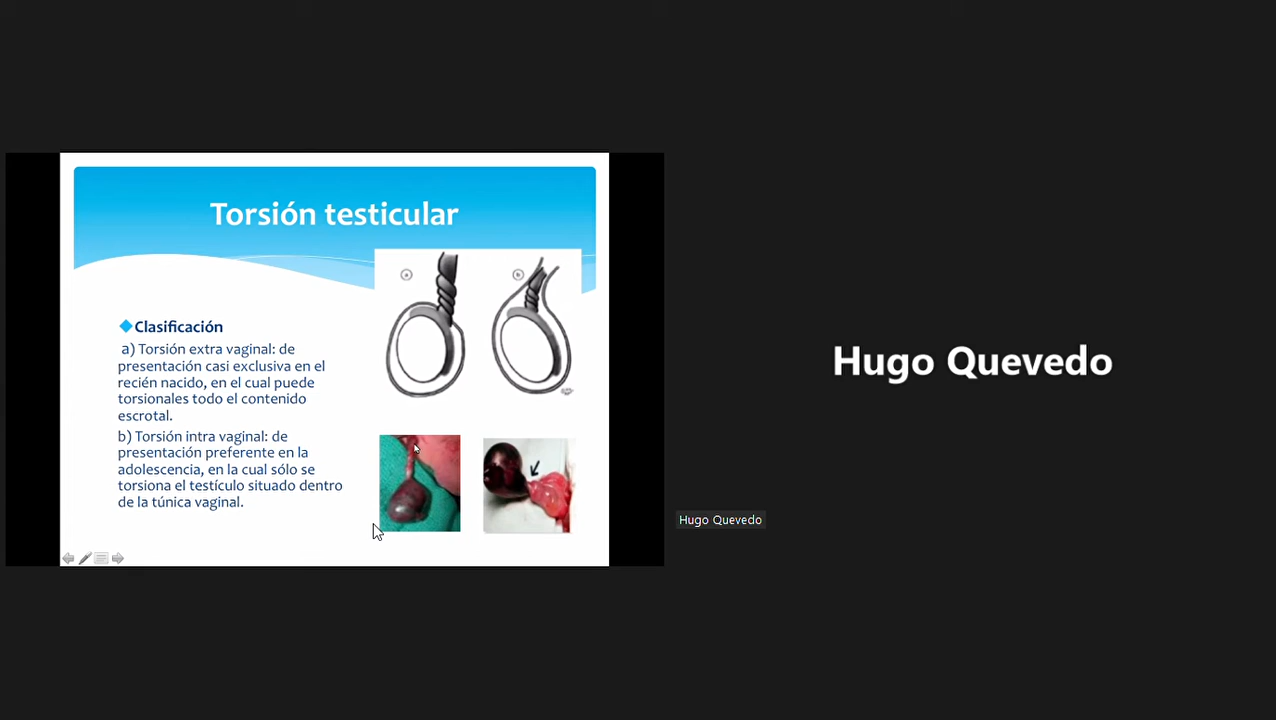 Torsión testicular
a
b
Clasificación
a) Torsión extra vaginal: de
presentación casi exclusiva en el
recién nacido, en el cual puede
torsionales todo el contenido
escrotal.
b) Torsión intra vaginal: de
presentación preferente en la
adolescencia, en la cual sólo se
torsiona el testículo situado dentro
de la túnica vaginal.
Hugo Quevedo
Hugo Quevedo